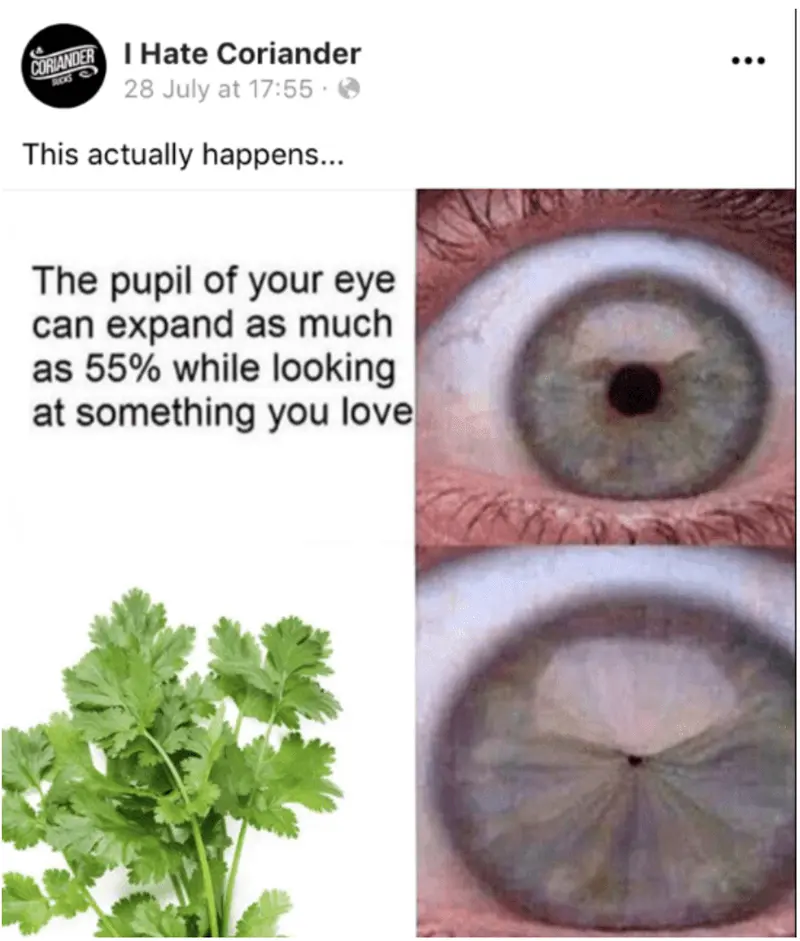 CORIANDER
SUCKS
I Hate Coriander
28 July at 17:55 ·
This actually happens...
The pupil of your eye
can expand as much
as 55% while looking
at something you love